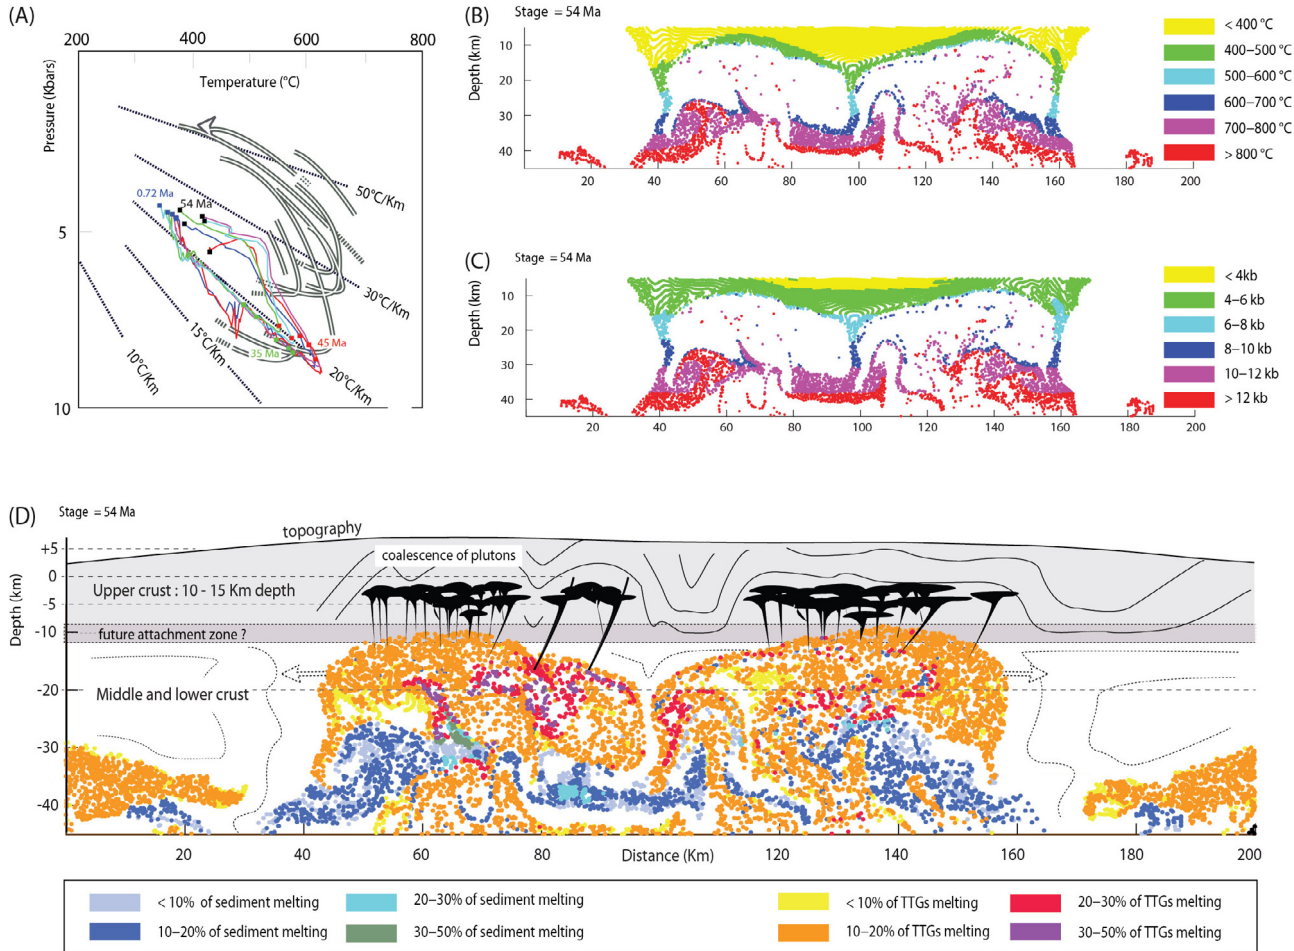 (A)
200
400
600
800
Temperature (°C)
Pressure (Kbars)
5
10
0.72 Ma
54 Ma
35 Ma
45 Ma
50°C/Km
30°C/Km
20°C/Km
15°C/Km
10°C/Km
(B)
Stage = 54 Ma
Depth (km)
10
20
30
40
20
40
60
80
100
120
140
160
180
200
< 400 °C
400–500 °C
500–600 °C
600–700 °C
700–800 °C
> 800 °C
(C)
Stage = 54 Ma
Depth (km)
10
20
30
40
20
40
60
80
100
120
140
160
180
200
< 4kb
4–6 kb
6–8 kb
8–10 kb
10–12 kb
> 12 kb
(D)
Stage = 54 Ma
topography
coalescence of plutons
Upper crust : 10 - 15 Km depth
future attachment zone ?
Middle and lower crust
Depth (km)
+5
0
-5
-10
-20
-30
-40
20
40
60
80
Distance (Km)
120
140
160
180
200
< 10% of sediment melting
10–20% of sediment melting
20–30% of sediment melting
30–50% of sediment melting
< 10% of TTGs melting
10–20% of TTGs melting
20–30% of TTGs melting
30–50% of TTGs melting